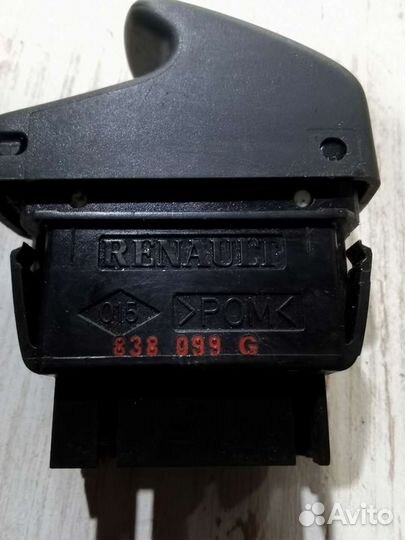 RENAULT
015 >POM<
838 099 G
Avito